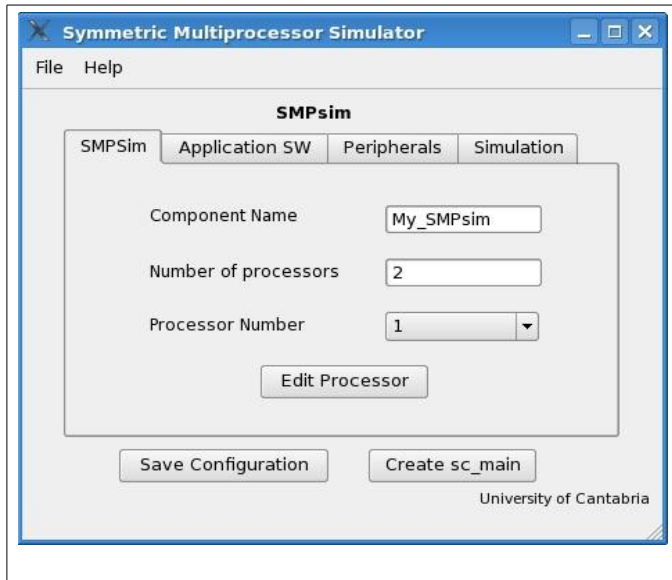 Symmetric Multiprocessor Simulator
File Help
SMPsim
SMPSim Application SW Peripherals Simulation
Component Name My_SMPsim
Number of processors 2
Processor Number 1
Edit Processor
Save Configuration Create sc_main
University of Cantabria